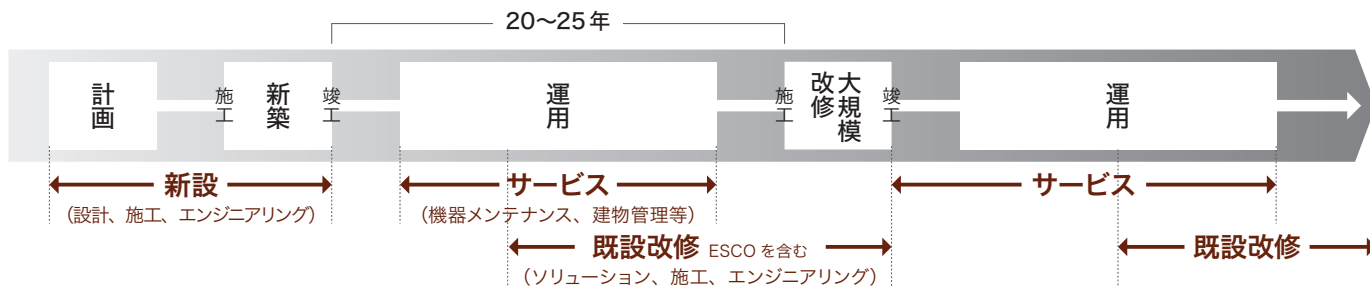 20〜25年
計画
施工
新築
竣工
運用
施工
大規模
改修
竣工
運用
新設
（設計、施工、エンジニアリング）
サービス
（機器メンテナンス、建物管理等）
サービス
既設改修 ESCOを含む
（ソリューション、施工、エンジニアリング）
既設改修